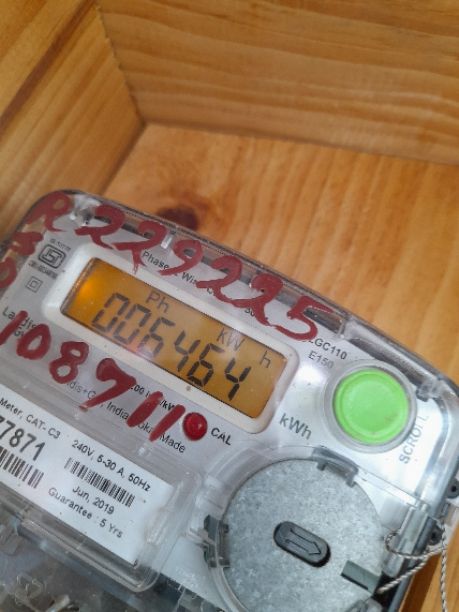 R229225
Phase
Ph
kW h
006464
LGC110
E150
108711
CAL
kWh
SCROLL
India
Made
Meter, CAT- C3
77871
240V, 5-30 A, 50Hz
Jun, 2019
Guarantee : 5 Yrs